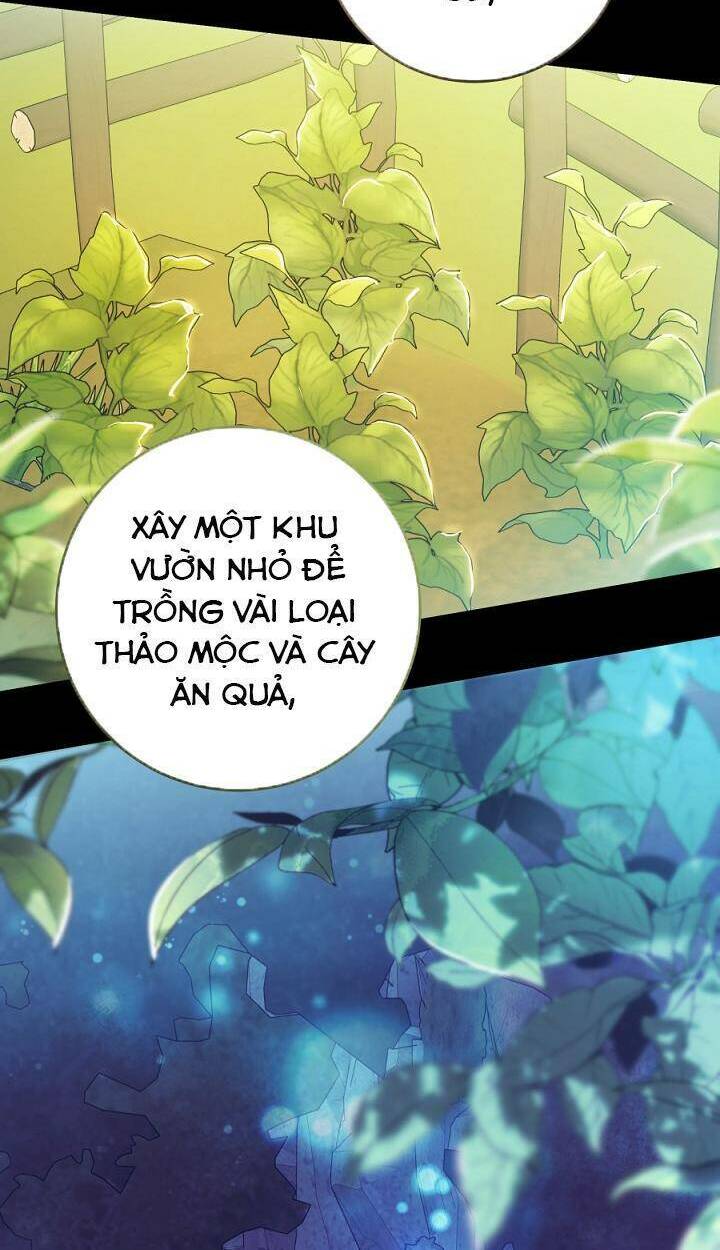 XÂY MỘT KHU
VƯỜN NHỎ ĐỂ
TRỒNG VÀI LOẠI
THẢO MỘC VÀ CÂY
ĂN QUẢ,